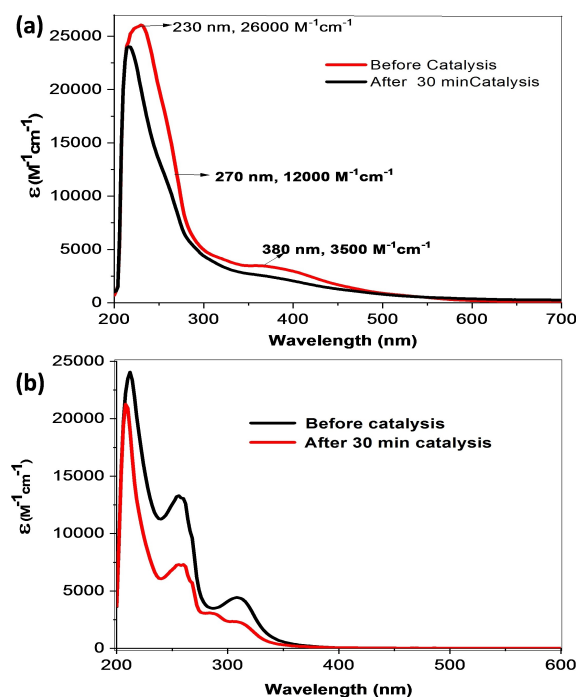 (a)
230 nm, 26000 M⁻¹cm⁻¹
Before Catalysis
After 30 minCatalysis
270 nm, 12000 M⁻¹cm⁻¹
380 nm, 3500 M⁻¹cm⁻¹
ε(M⁻¹cm⁻¹)
25000
20000
15000
10000
5000
0
200 300 400 500 600 700
Wavelength (nm)
(b)
Before catalysis
After 30 min catalysis
ε(M⁻¹cm⁻¹)
25000
20000
15000
10000
5000
0
200 300 400 500 600
Wavelength (nm)